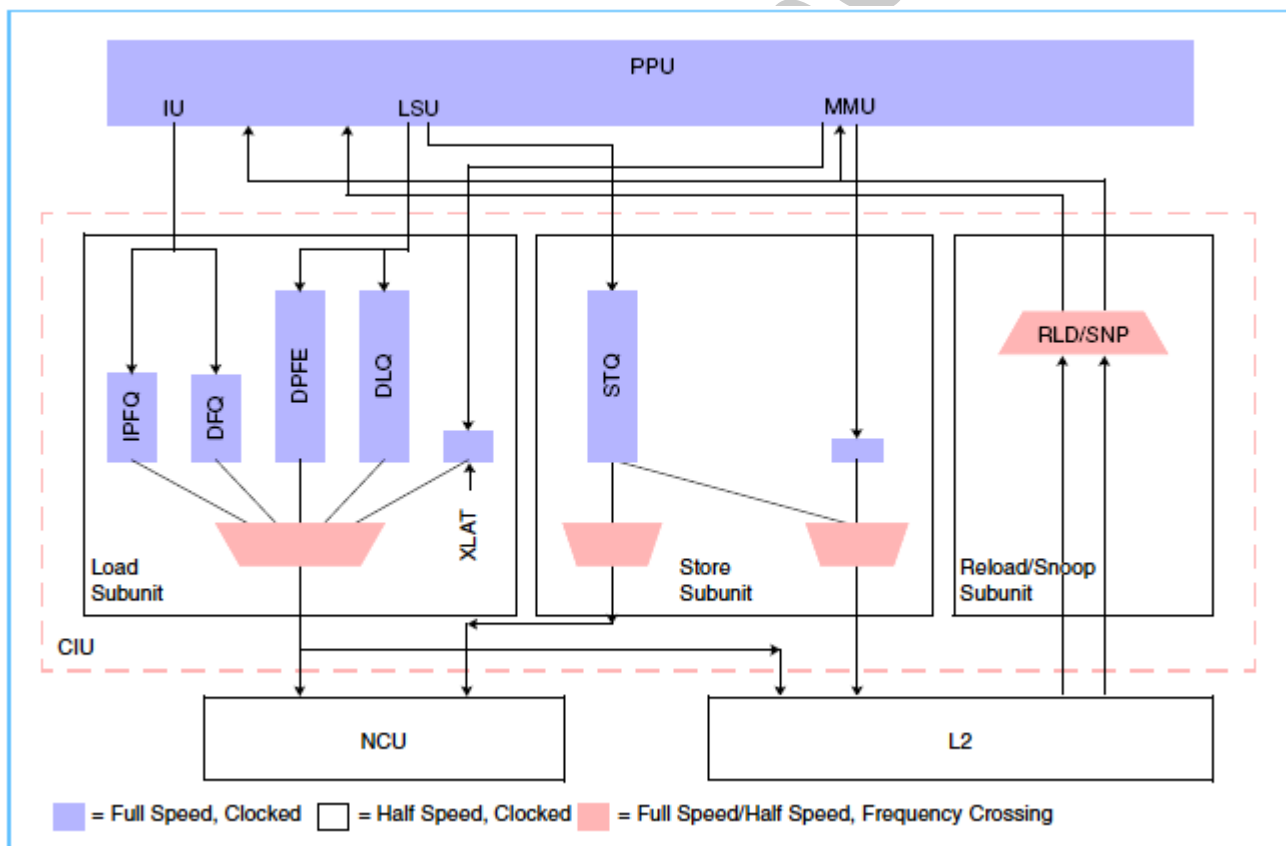 PPU
IU
LSU
MMU
IPFQ
DFQ
DPFE
DLQ
XLAT
STQ
RLD/SNP
Load
Subunit
Store
Subunit
Reload/Snoop
Subunit
CIU
NCU
L2
= Full Speed, Clocked
= Half Speed, Clocked
= Full Speed/Half Speed, Frequency Crossing